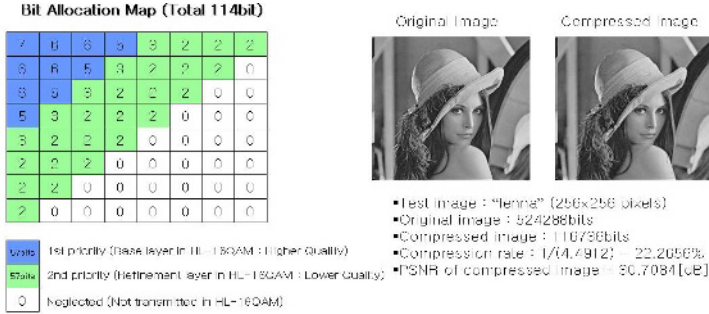 Bit Allocation Map (Total 114bit)
7 6 6 5 3 2 2 2
6 6 5 3 2 2 2 0
6 5 3 2 2 2 0 0
5 3 2 2 2 0 0 0
3 2 2 2 0 0 0 0
2 2 2 0 0 0 0 0
2 2 0 0 0 0 0 0
2 0 0 0 0 0 0 0
57bits 1st priority (Base layer in HL-16QAM : Higher Quality)
57bits 2nd priority (Refinement layer in HL-16QAM : Lower Quality)
0 Neglected (Not transmitted in HL-16QAM)
Original Image
Compressed Image
▪Test image : "lenna" (256x256 pixels)
▪Original image : 524288bits
▪Compressed image : 116736bits
▪Compression rate : 1/(4.4912) = 22.2656%
▪PSNR of compressed image = 30.7084[dB]